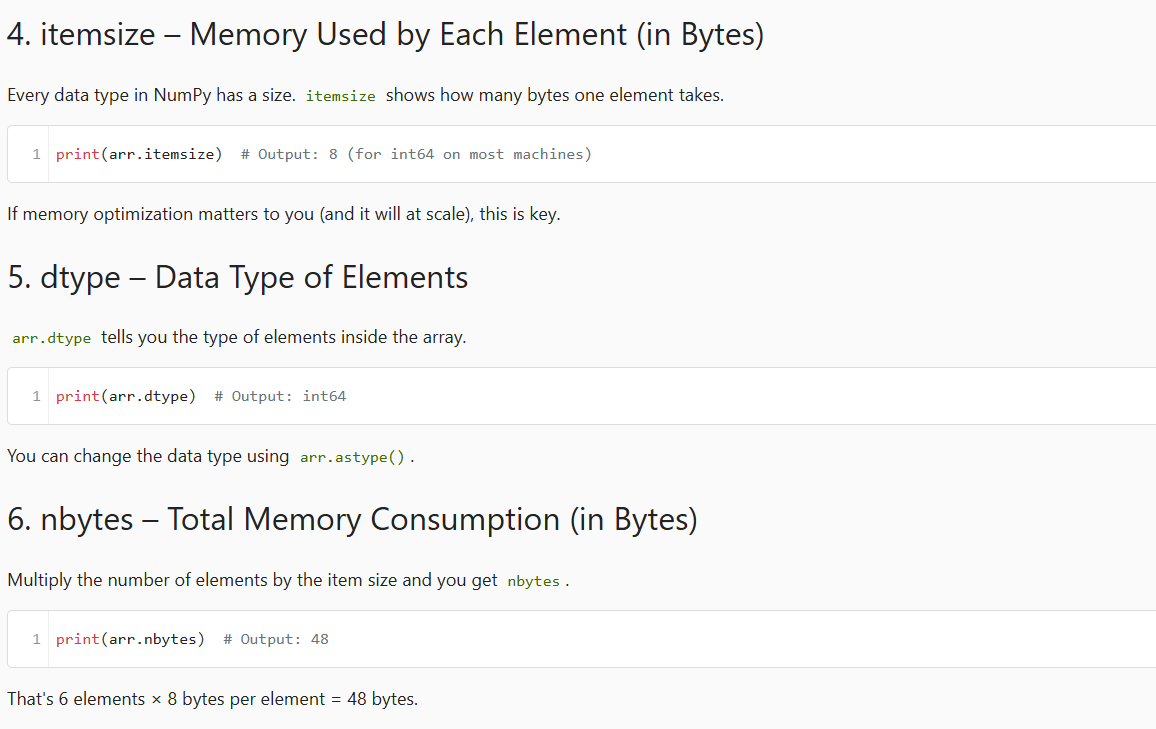 4. itemsize – Memory Used by Each Element (in Bytes)
Every data type in NumPy has a size. itemsize shows how many bytes one element takes.
1 print(arr.itemsize)  # Output: 8 (for int64 on most machines)
If memory optimization matters to you (and it will at scale), this is key.
5. dtype – Data Type of Elements
arr.dtype tells you the type of elements inside the array.
1 print(arr.dtype)  # Output: int64
You can change the data type using arr.astype() .
6. nbytes – Total Memory Consumption (in Bytes)
Multiply the number of elements by the item size and you get nbytes .
1 print(arr.nbytes)  # Output: 48
That's 6 elements × 8 bytes per element = 48 bytes.